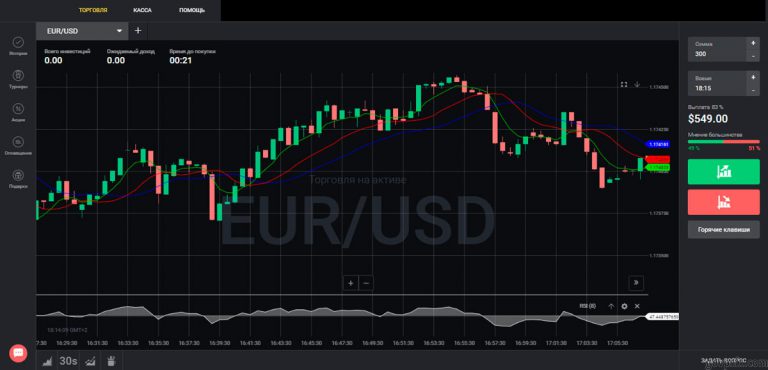 ТОРГОВЛЯ КАССА ПОМОЩЬ
EUR/USD
Всего инвестиций Ожидаемый доход Время до покупки
0.00 0.00 00:21
История
Турниры
Акции
Оповещения
Подарки
Торговля на активе
EUR/USD
1.174500
1.174250
1.174161
1.173750
1.173500
RSI (8)
47.448757659
18:14:39 GMT+2
16:29:30 16:31:30 16:33:30 16:35:30 16:37:30 16:39:30 16:41:30 16:43:30 16:45:30 16:47:30 16:49:30 16:51:30 16:53:30 16:55:30 16:57:30 16:59:30 17:01:30 17:03:30 17:05:30
30s
Сумма
300
Время
18:15
Выплата 83 %
$549.00
Мнение большинства
49 % 51 %
Горячие клавиши
ЗАДАТЬ ВОПРОС